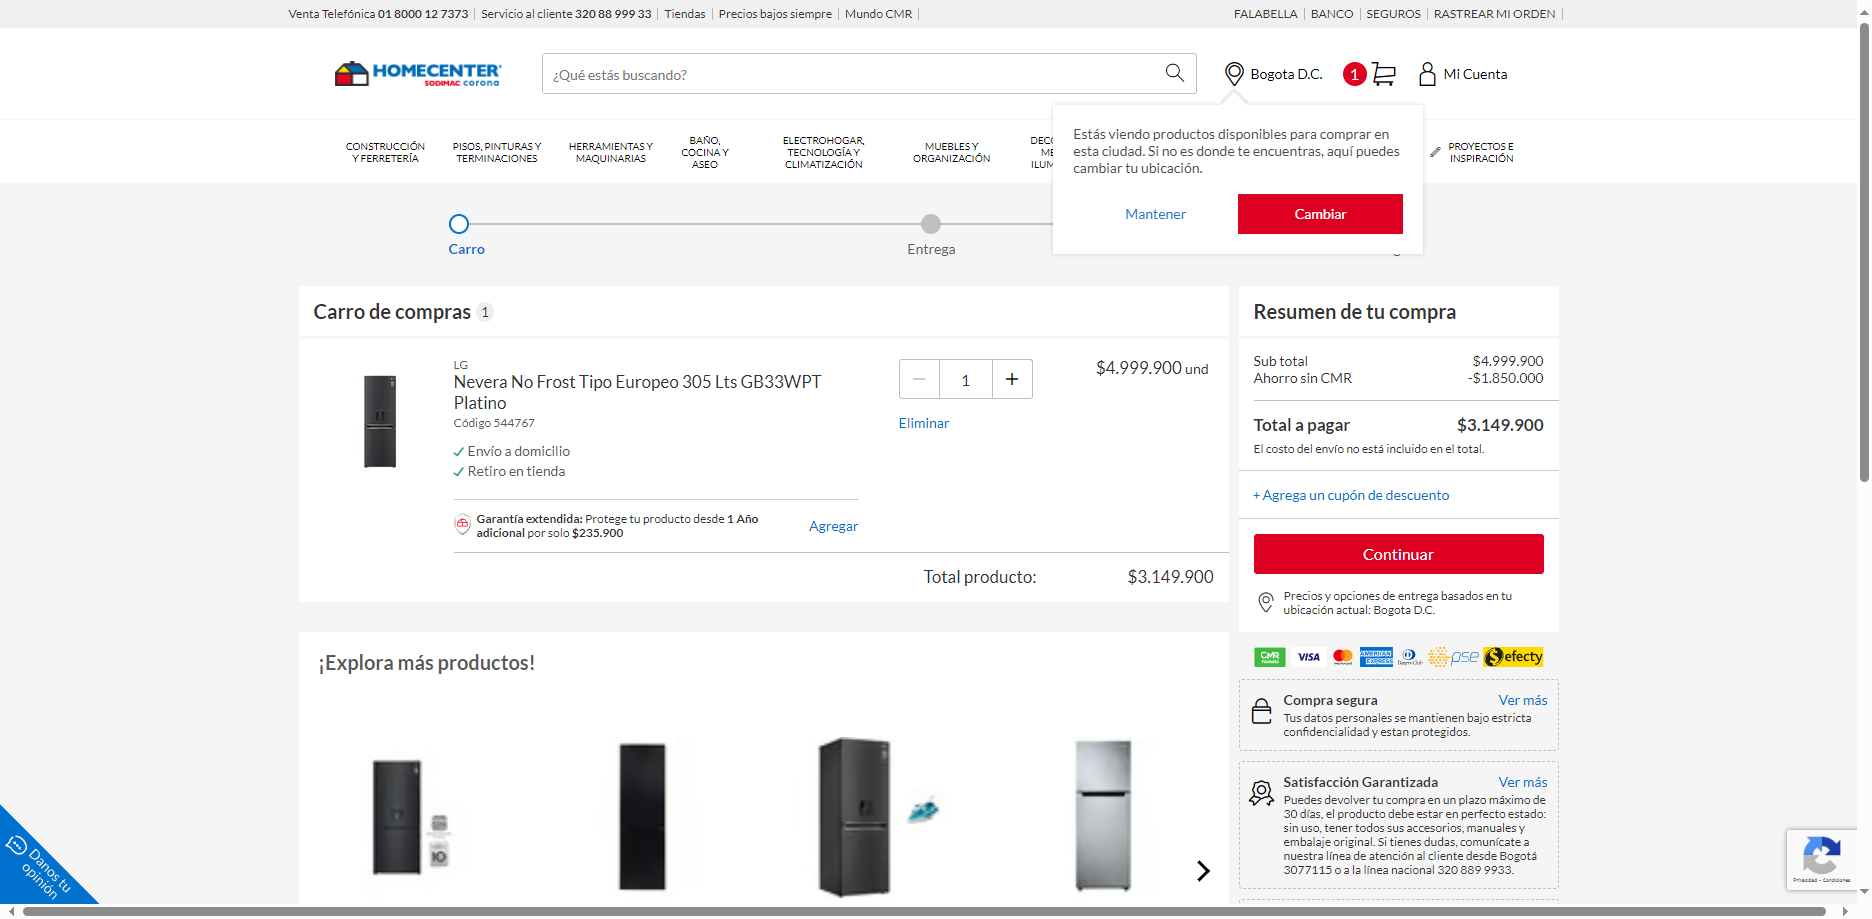 Venta Telefónica 01 8000 12 7373 Servicio al cliente 320 88 999 33 Tiendas Precios bajos siempre Mundo CMR
FALABELLA BANCO SEGUROS RASTREAR MI ORDEN
HOMECENTER
SODIMAC corona
¿Qué estás buscando?
Bogota D.C.
1
Mi Cuenta
CONSTRUCCIÓN
Y FERRETERÍA
PISOS, PINTURAS Y
TERMINACIONES
HERRAMIENTAS Y
MAQUINARIAS
BAÑO,
COCINA Y
ASEO
ELECTROHOGAR,
TECNOLOGÍA Y
CLIMATIZACIÓN
MUEBLES Y
ORGANIZACIÓN
PROYECTOS E
INSPIRACIÓN
Estás viendo productos disponibles para comprar en
esta ciudad. Si no es donde te encuentras, aquí puedes
cambiar tu ubicación.
Mantener
Cambiar
Carro
Entrega
Carro de compras 1
LG
Nevera No Frost Tipo Europeo 305 Lts GB33WPT
Platino
Código 544767
Envío a domicilio
Retiro en tienda
1
Eliminar
$4.999.900 und
Garantía extendida: Protege tu producto desde 1 Año
adicional por solo $235.900
Agregar
Total producto: $3.149.900
Resumen de tu compra
Sub total $4.999.900
Ahorro sin CMR -$1.850.000
Total a pagar $3.149.900
El costo del envío no está incluido en el total.
+ Agrega un cupón de descuento
Continuar
Precios y opciones de entrega basados en tu
ubicación actual: Bogota D.C.
CMR VISA AMERICAN EXPRESS pse efecty
Compra segura Ver más
Tus datos personales se mantienen bajo estricta
confidencialidad y estan protegidos.
Satisfacción Garantizada Ver más
Puedes devolver tu compra en un plazo máximo de
30 días, el producto debe estar en perfecto estado:
sin uso, tener todos sus accesorios, manuales y
embalaje original. Si tienes dudas, comunícate a
nuestra línea de atención al cliente desde Bogotá
3077115 o a la línea nacional 320 889 9933.
¡Explora más productos!
10
Danos tu
opinión
Privacidad - Condiciones